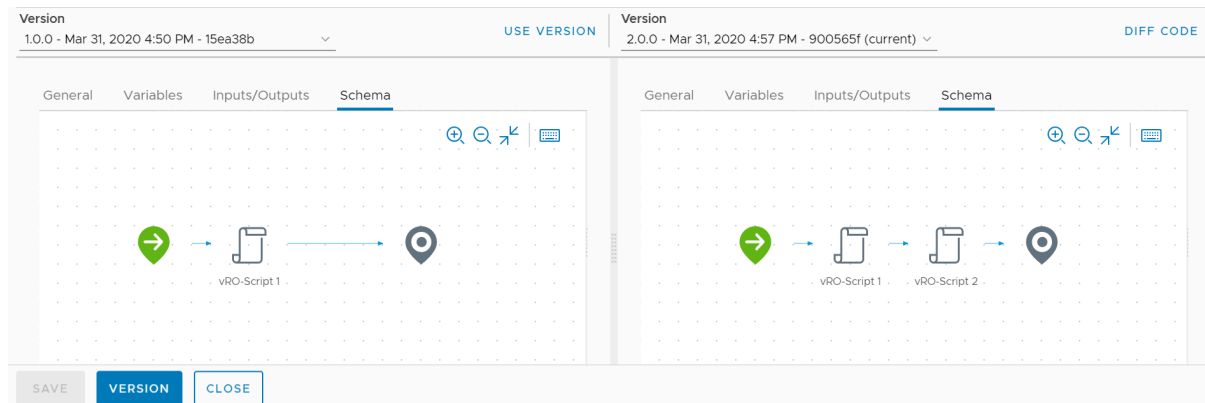 Version
1.0.0 - Mar 31, 2020 4:50 PM - 15ea38b
USE VERSION
General Variables Inputs/Outputs Schema
vRO-Script 1
Version
2.0.0 - Mar 31, 2020 4:57 PM - 900565f (current)
DIFF CODE
General Variables Inputs/Outputs Schema
vRO-Script 1 vRO-Script 2
SAVE VERSION CLOSE